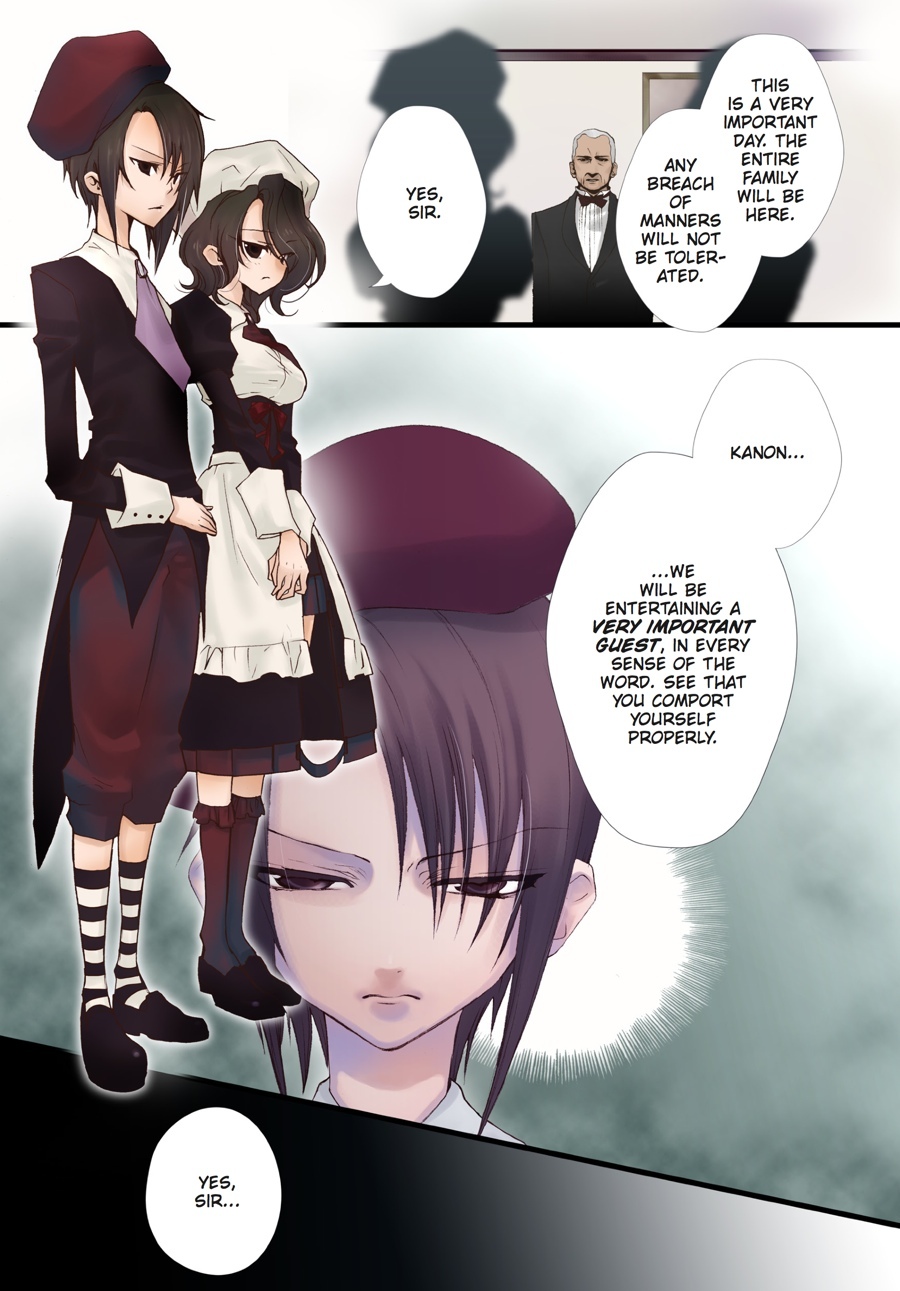 THIS
IS A VERY
IMPORTANT
DAY. THE
ENTIRE
FAMILY
WILL BE
HERE.
ANY
BREACH
OF
MANNERS
WILL NOT
BE TOLER-
ATED.
YES,
SIR.
KANON...
...WE
WILL BE
ENTERTAINING A
VERY IMPORTANT
GUEST, IN EVERY
SENSE OF THE
WORD. SEE THAT
YOU COMPORT
YOURSELF
PROPERLY.
YES,
SIR...